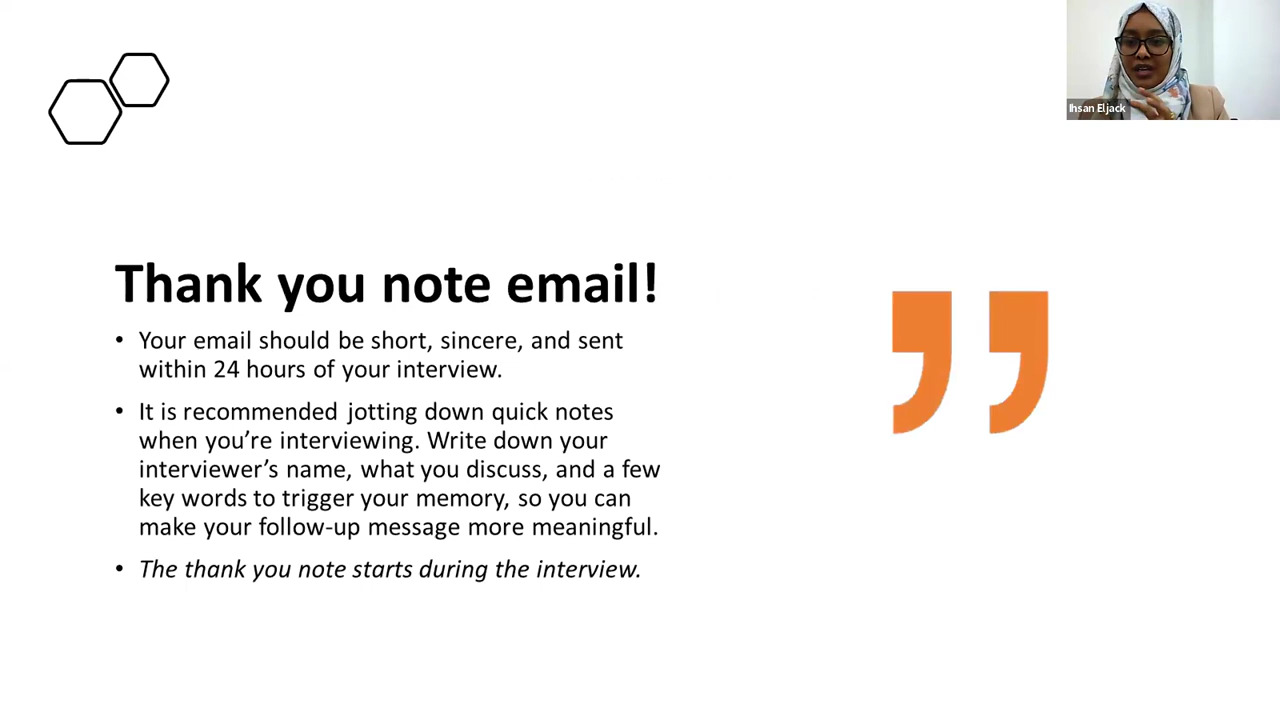 Ihsan Eljack
Thank you note email!
• Your email should be short, sincere, and sent
within 24 hours of your interview.
• It is recommended jotting down quick notes
when you’re interviewing. Write down your
interviewer’s name, what you discuss, and a few
key words to trigger your memory, so you can
make your follow-up message more meaningful.
• The thank you note starts during the interview.